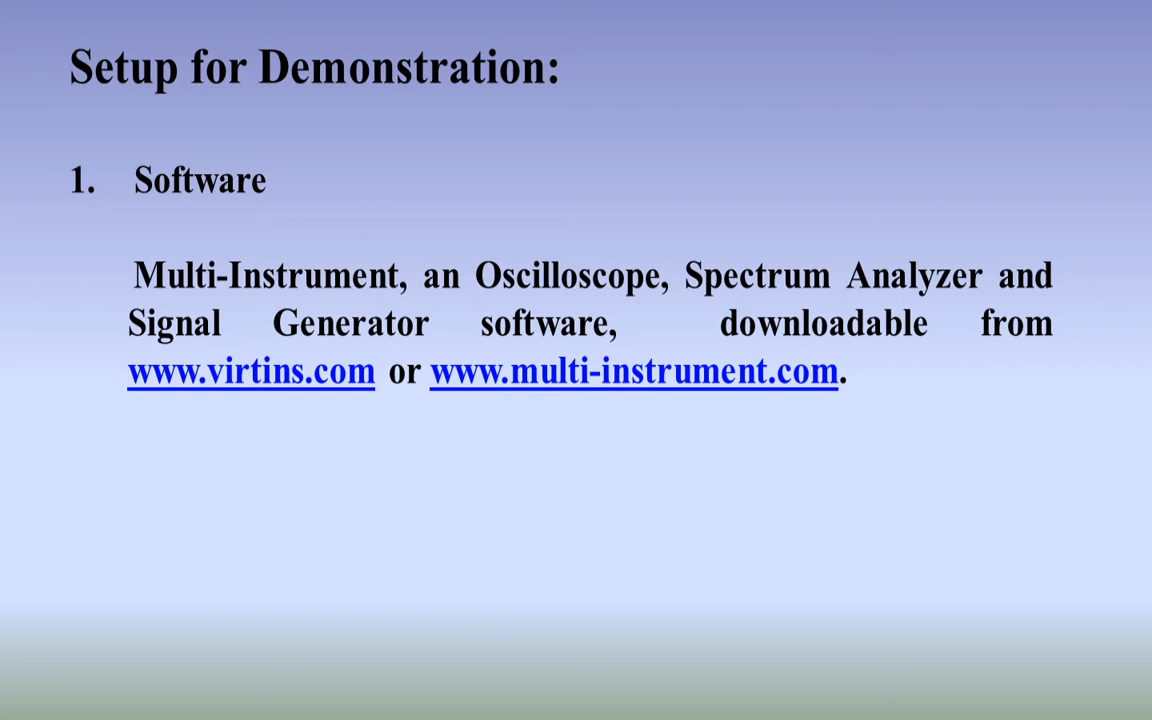 Setup for Demonstration:
1. Software
Multi-Instrument, an Oscilloscope, Spectrum Analyzer and
Signal Generator software, downloadable from
www.virtins.com or www.multi-instrument.com.